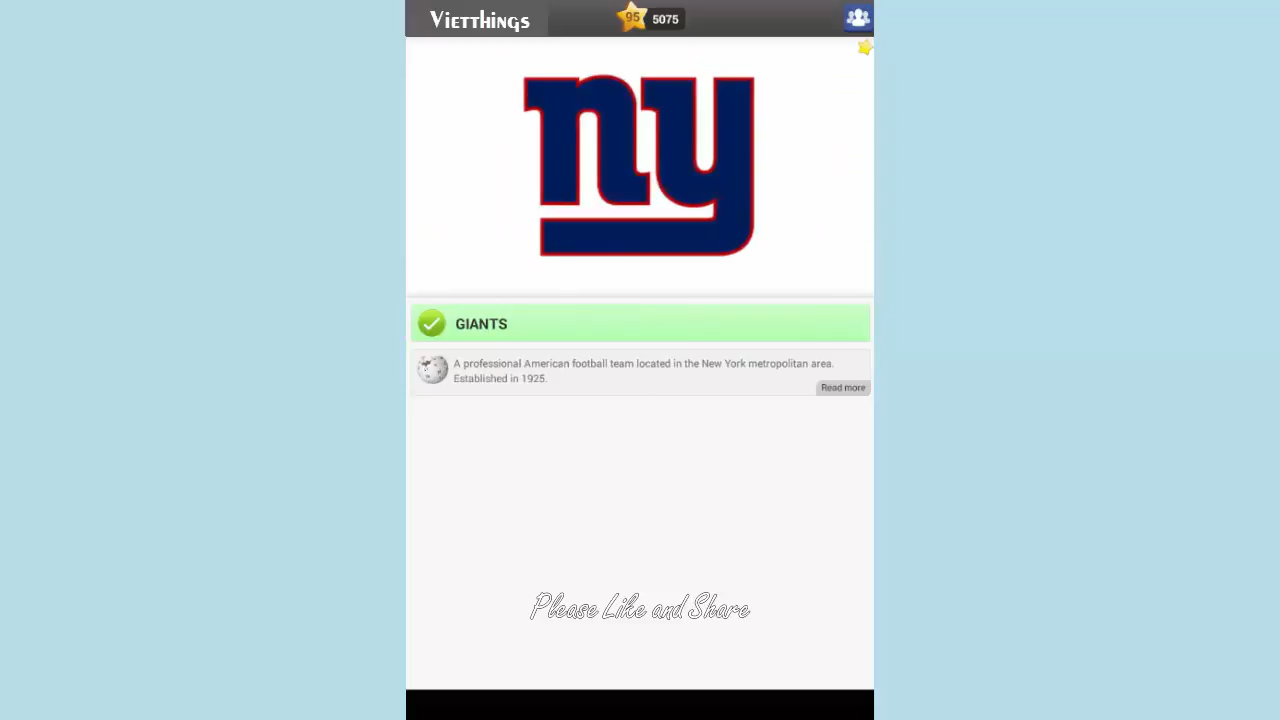 Vietthings
95 5075
ny
GIANTS
A professional American football team located in the New York metropolitan area.
Established in 1925.
Read more
Please Like and Share